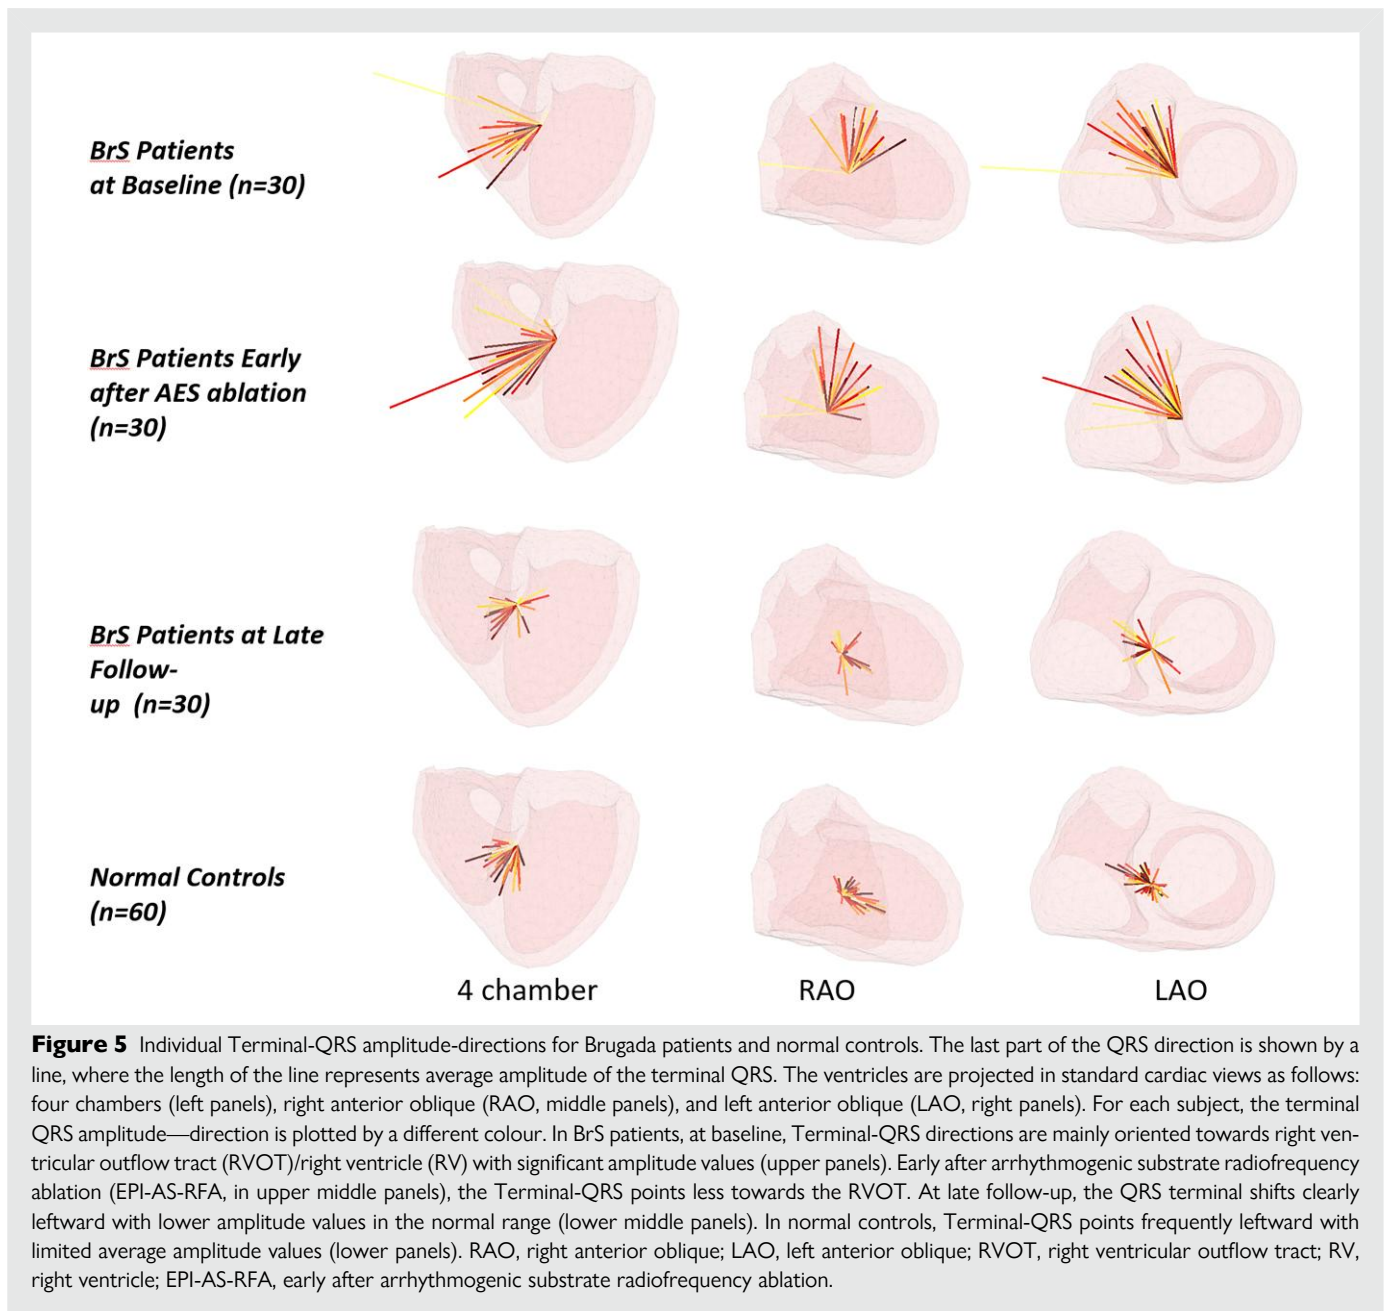 BrS Patients
at Baseline (n=30)
BrS Patients Early
after AES ablation
(n=30)
BrS Patients at Late
Follow-
up (n=30)
Normal Controls
(n=60)
4 chamber
RAO
LAO
Figure 5 Individual Terminal-QRS amplitude-directions for Brugada patients and normal controls. The last part of the QRS direction is shown by a
line, where the length of the line represents average amplitude of the terminal QRS. The ventricles are projected in standard cardiac views as follows:
four chambers (left panels), right anterior oblique (RAO, middle panels), and left anterior oblique (LAO, right panels). For each subject, the terminal
QRS amplitude—direction is plotted by a different colour. In BrS patients, at baseline, Terminal-QRS directions are mainly oriented towards right ven-
tricular outflow tract (RVOT)/right ventricle (RV) with significant amplitude values (upper panels). Early after arrhythmogenic substrate radiofrequency
ablation (EPI-AS-RFA, in upper middle panels), the Terminal-QRS points less towards the RVOT. At late follow-up, the QRS terminal shifts clearly
leftward with lower amplitude values in the normal range (lower middle panels). In normal controls, Terminal-QRS points frequently leftward with
limited average amplitude values (lower panels). RAO, right anterior oblique; LAO, left anterior oblique; RVOT, right ventricular outflow tract; RV,
right ventricle; EPI-AS-RFA, early after arrhythmogenic substrate radiofrequency ablation.